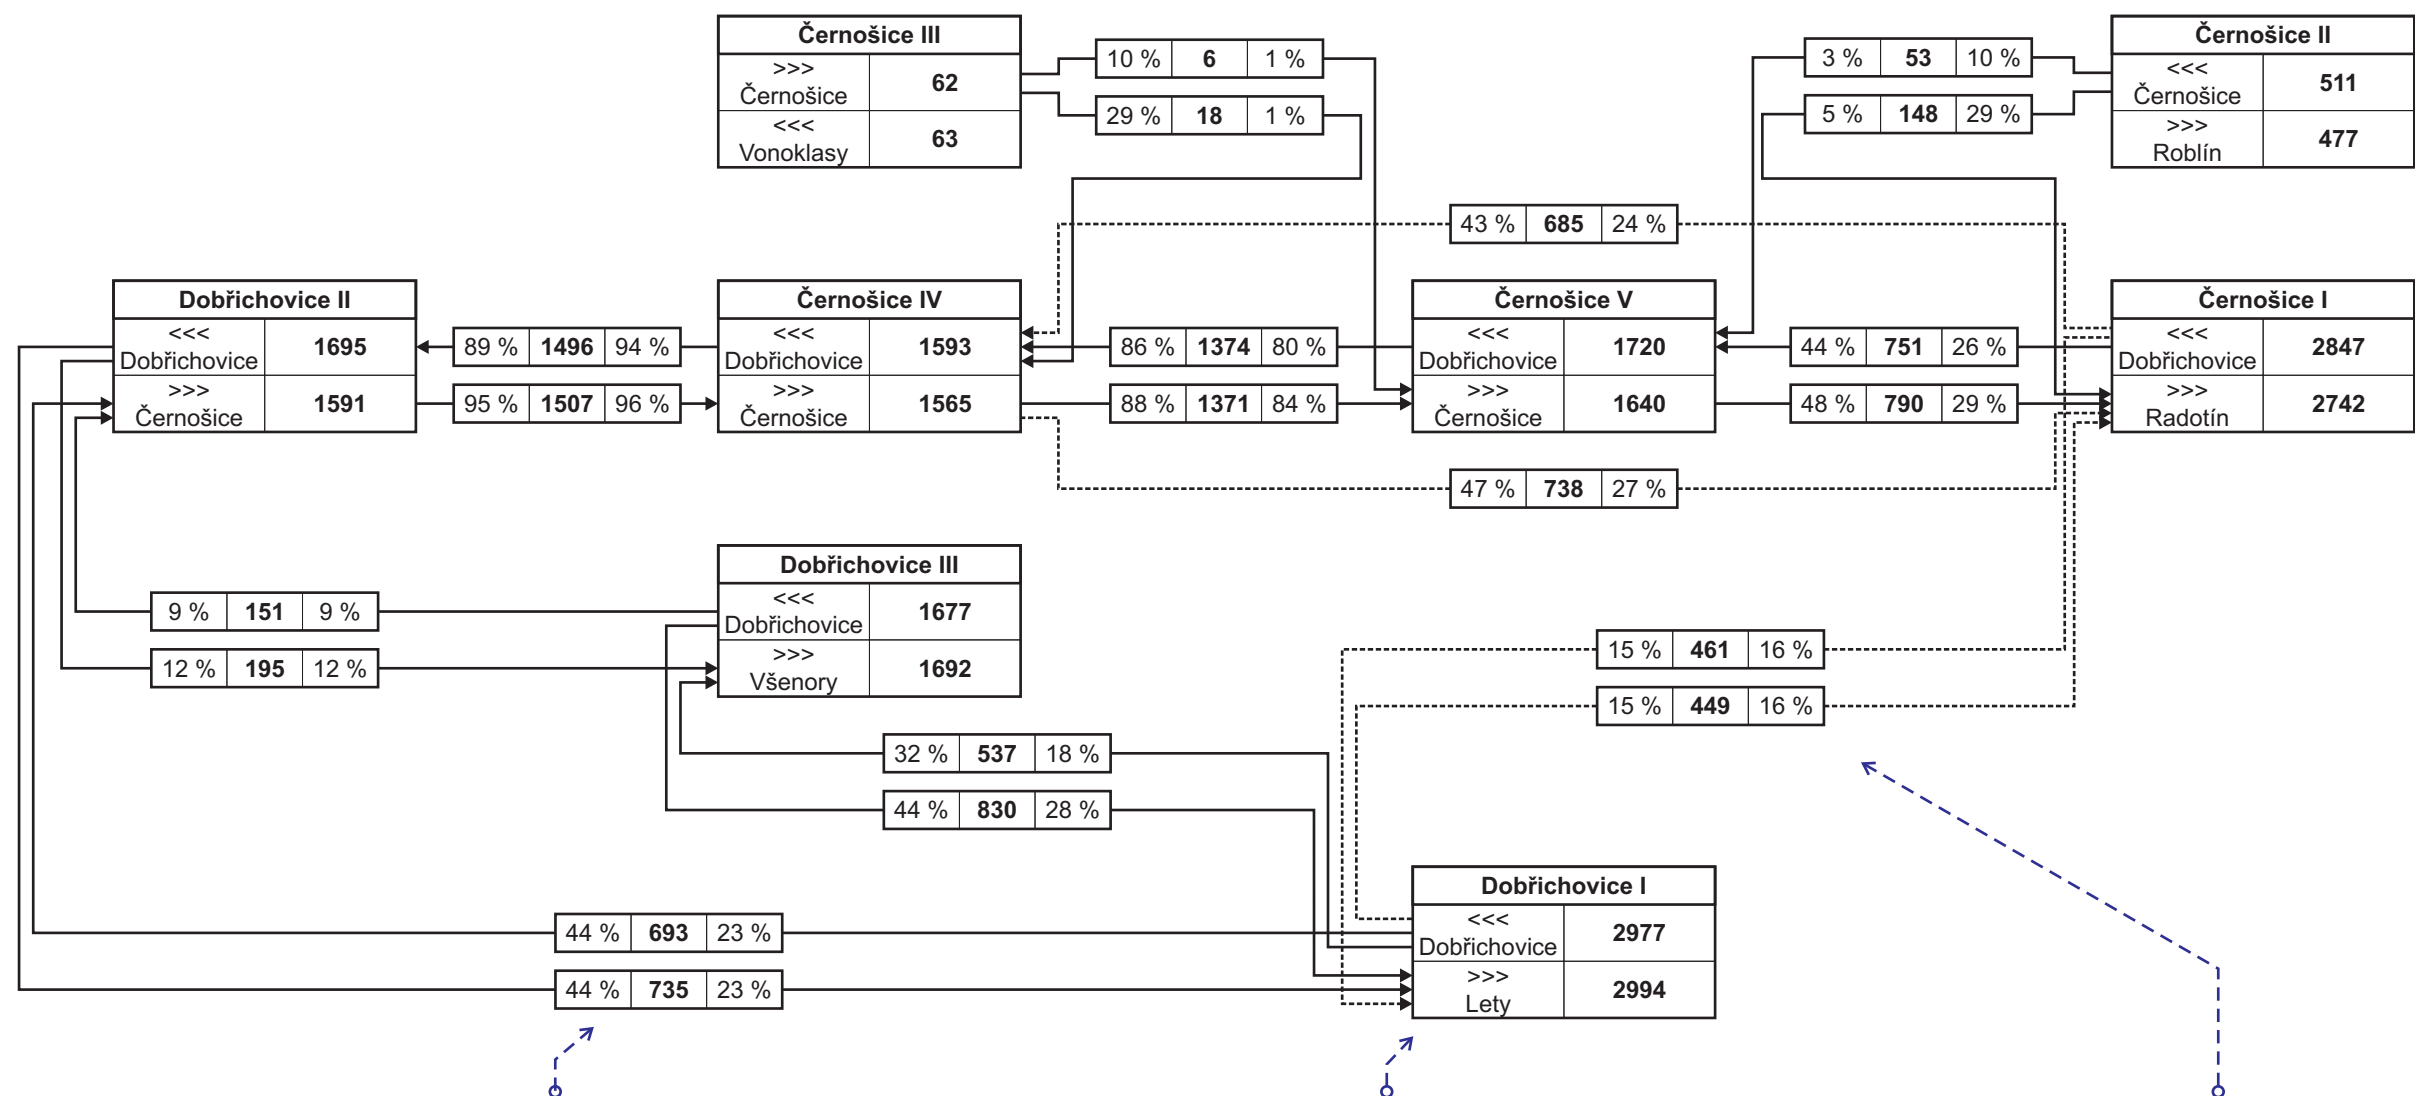 Černošice III
>>>
Černošice
62
<<<
Vonoklasy
63
10 % 6 1 %
29 % 18 1 %
3 % 53 10 %
5 % 148 29 %
Černošice II
<<<
Černošice
511
>>>
Roblín
477
43 % 685 24 %
Dobřichovice II
<<<
Dobřichovice
1695
>>>
Černošice
1591
89 % 1496 94 %
95 % 1507 96 %
Černošice IV
<<<
Dobřichovice
1593
>>>
Černošice
1565
86 % 1374 80 %
88 % 1371 84 %
Černošice V
<<<
Dobřichovice
1720
>>>
Černošice
1640
44 % 751 26 %
48 % 790 29 %
Černošice I
<<<
Dobřichovice
2847
>>>
Radotín
2742
47 % 738 27 %
Dobřichovice III
<<<
Dobřichovice
1677
>>>
Všenory
1692
9 % 151 9 %
12 % 195 12 %
15 % 461 16 %
15 % 449 16 %
32 % 537 18 %
44 % 830 28 %
Dobřichovice I
<<<
Dobřichovice
2977
>>>
Lety
2994
44 % 693 23 %
44 % 735 23 %